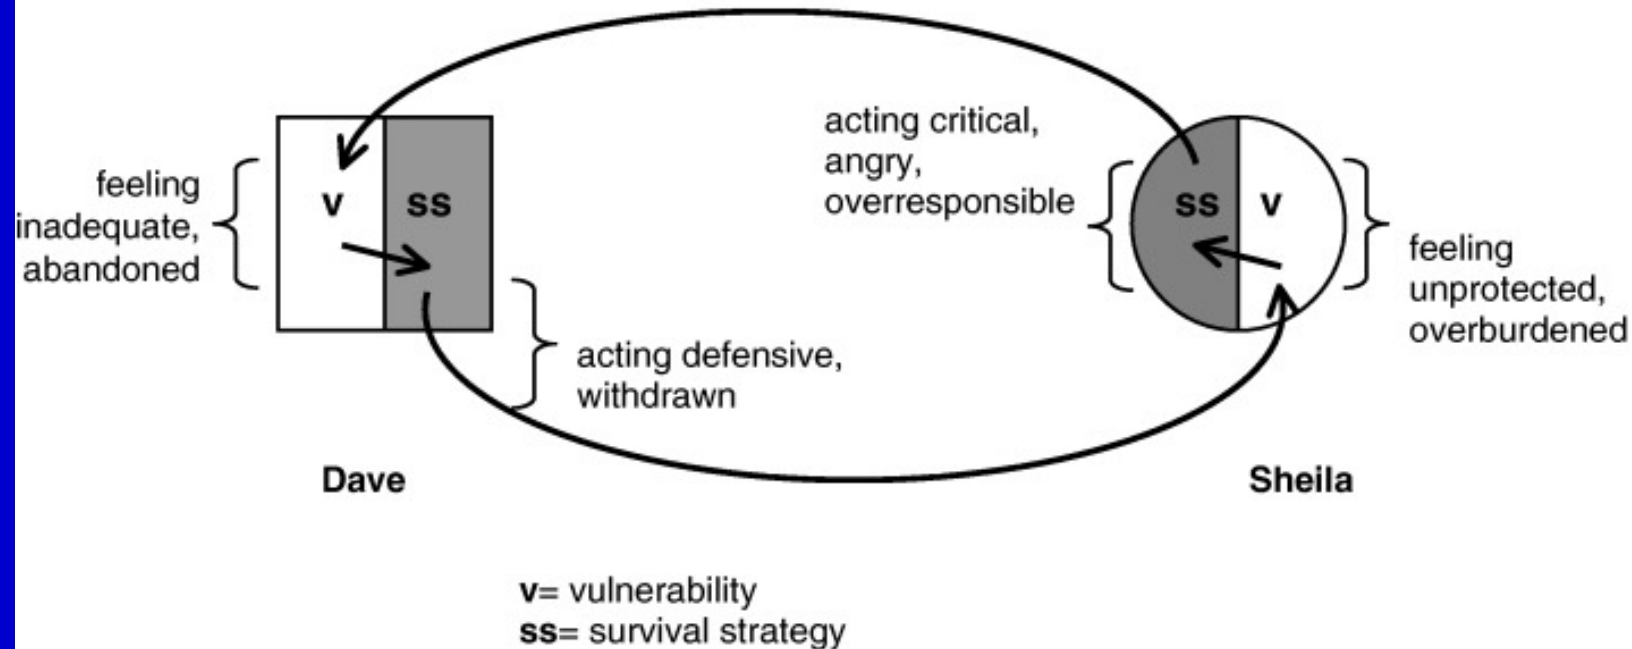 feeling
inadequate,
abandoned
v
ss
acting defensive,
withdrawn
Dave
acting critical,
angry,
overresponsible
ss
v
feeling
unprotected,
overburdened
Sheila
v= vulnerability
ss= survival strategy